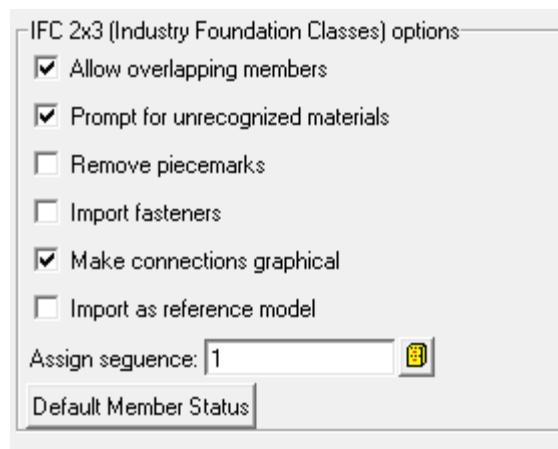 IFC 2x3 (Industry Foundation Classes) options
Allow overlapping members
Prompt for unrecognized materials
Remove piecemarks
Import fasteners
Make connections graphical
Import as reference model
Assign seguence: 1
Default Member Status